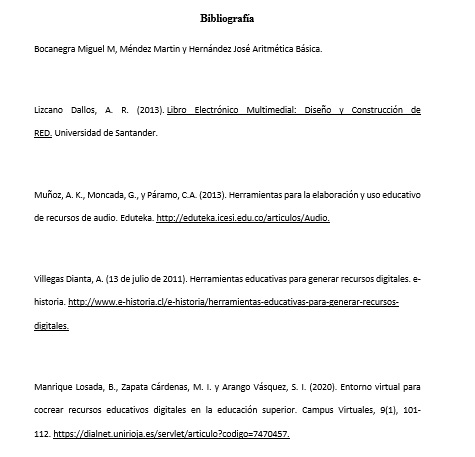 Bibliografía
Bocanegra Miguel M, Méndez Martin y Hernández José Aritmética Básica.
Lizcano Dallos, A. R. (2013). Libro Electrónico Multimedial: Diseño y Construcción de
RED. Universidad de Santander.
Muñoz, A. K., Moncada, G., y Páramo, C.A. (2013). Herramientas para la elaboración y uso educativo
de recursos de audio. Eduteka. http://eduteka.icesi.edu.co/articulos/Audio.
Villegas Dianta, A. (13 de julio de 2011). Herramientas educativas para generar recursos digitales. e-
historia. http://www.e-historia.cl/e-historia/herramientas-educativas-para-generar-recursos-
digitales.
Manrique Losada, B., Zapata Cárdenas, M. I. y Arango Vásquez, S. I. (2020). Entorno virtual para
cocrear recursos educativos digitales en la educación superior. Campus Virtuales, 9(1), 101-
112. https://dialnet.unirioja.es/servlet/articulo?codigo=7470457.